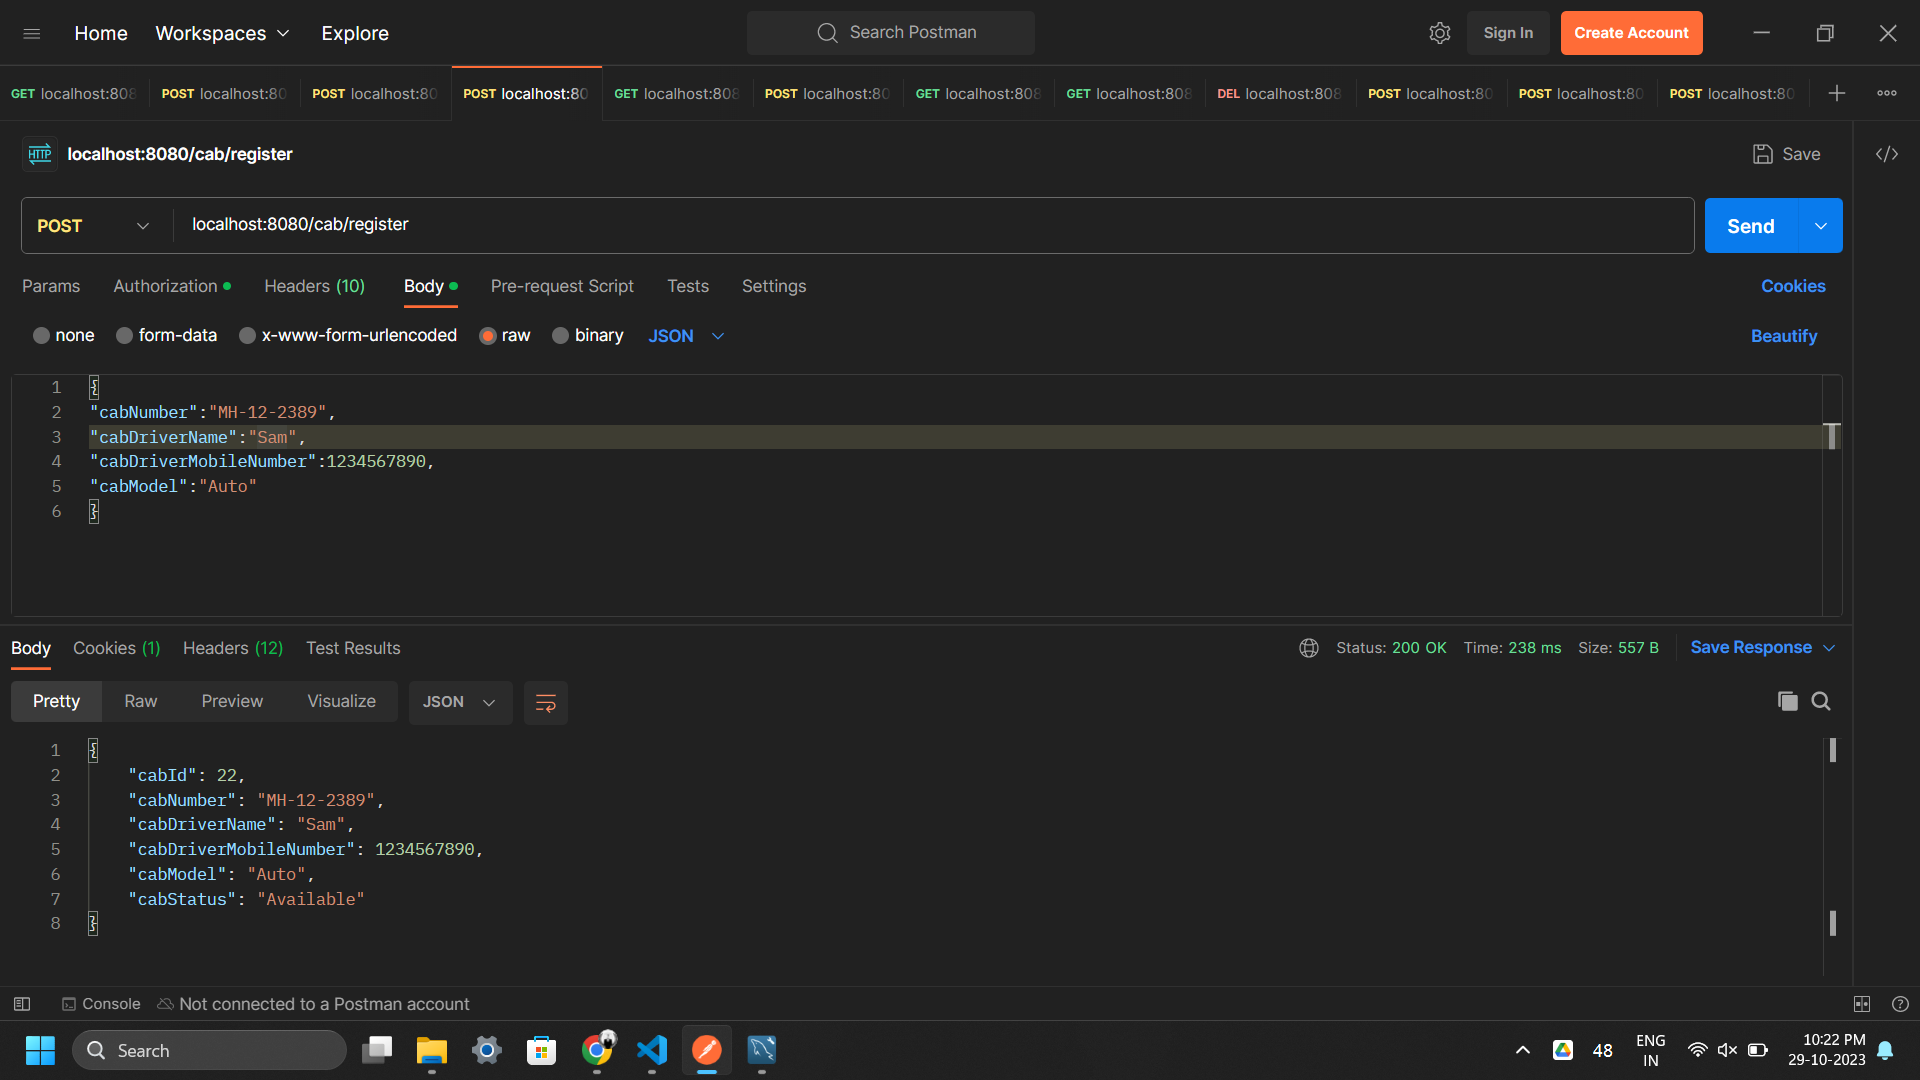 Home Workspaces Explore Search Postman Sign In Create Account
GET localhost:808 POST localhost:80 POST localhost:80 POST localhost:80 GET localhost:808 POST localhost:80 GET localhost:808 GET localhost:808 DEL localhost:808 POST localhost:80 POST localhost:80 POST localhost:80
HTTP localhost:8080/cab/register Save </>
POST localhost:8080/cab/register Send
Params Authorization Headers (10) Body Pre-request Script Tests Settings Cookies
none form-data x-www-form-urlencoded raw binary JSON Beautify
1 {
2 "cabNumber":"MH-12-2389",
3 "cabDriverName":"Sam",
4 "cabDriverMobileNumber":1234567890,
5 "cabModel":"Auto"
6 }
Body Cookies (1) Headers (12) Test Results Status: 200 OK Time: 238 ms Size: 557 B Save Response
Pretty Raw Preview Visualize JSON
1 {
2 "cabId": 22,
3 "cabNumber": "MH-12-2389",
4 "cabDriverName": "Sam",
5 "cabDriverMobileNumber": 1234567890,
6 "cabModel": "Auto",
7 "cabStatus": "Available"
8 }
Console Not connected to a Postman account
Search 48 ENG 10:22 PM
IN 29-10-2023